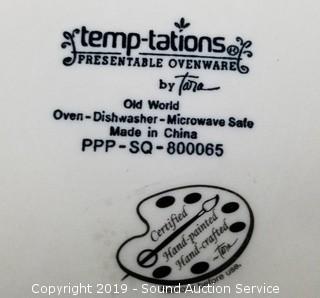 temp-tations®
PRESENTABLE OVENWARE
by Tara
Old World
Oven-Dishwasher-Microwave Safe
Made in China
PPP-SQ-800065
Certified
Hand-painted
Hand-crafted
Tara
use.
Copyright 2019 - Sound Auction Service